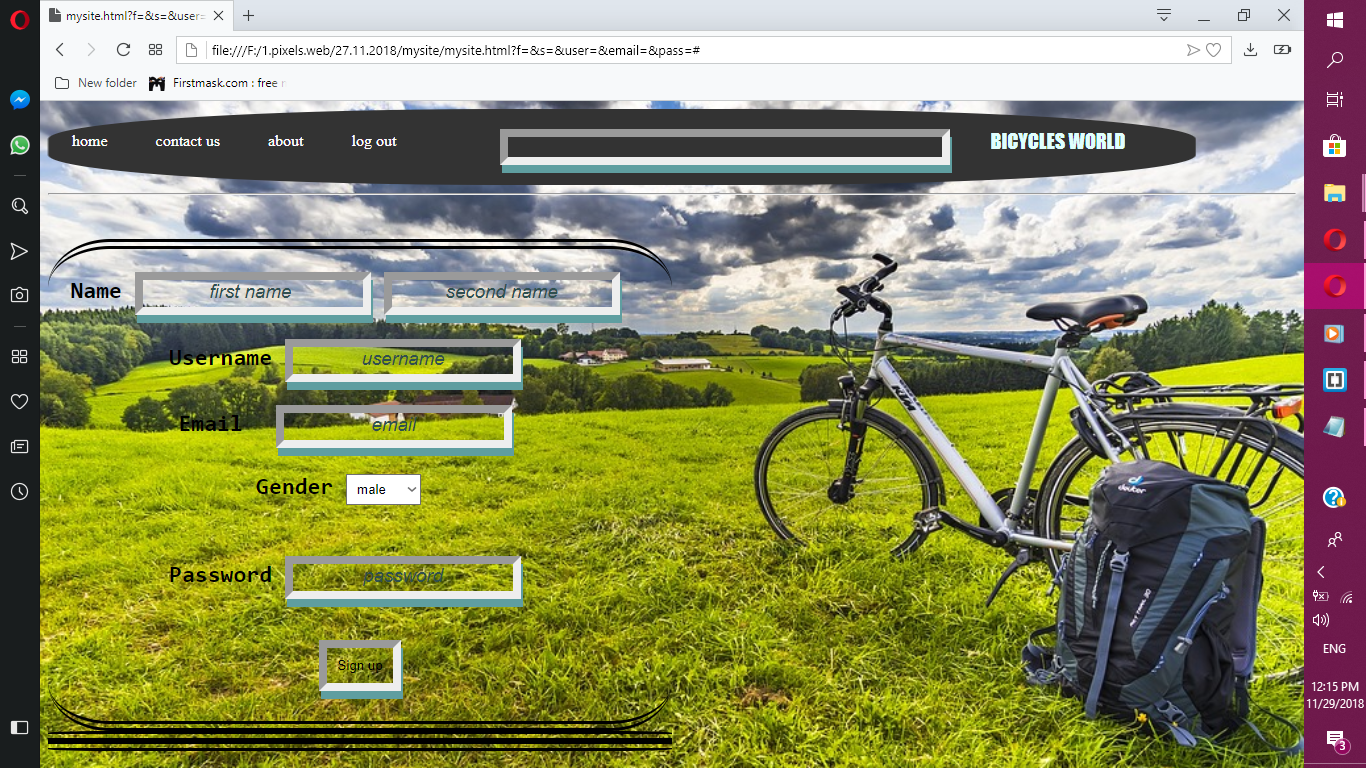 mysite.html?f=&s=&user=
file:///F:/1.pixels.web/27.11.2018/mysite/mysite.html?f=&s=&user=&email=&pass=#
New folder Firstmask.com : free
home contact us about log out BICYCLES WORLD
Name first name second name
Username username
Email email
Gender male
Password password
Sign up
KTM
deuter
ENG
12:15 PM
11/29/2018
3